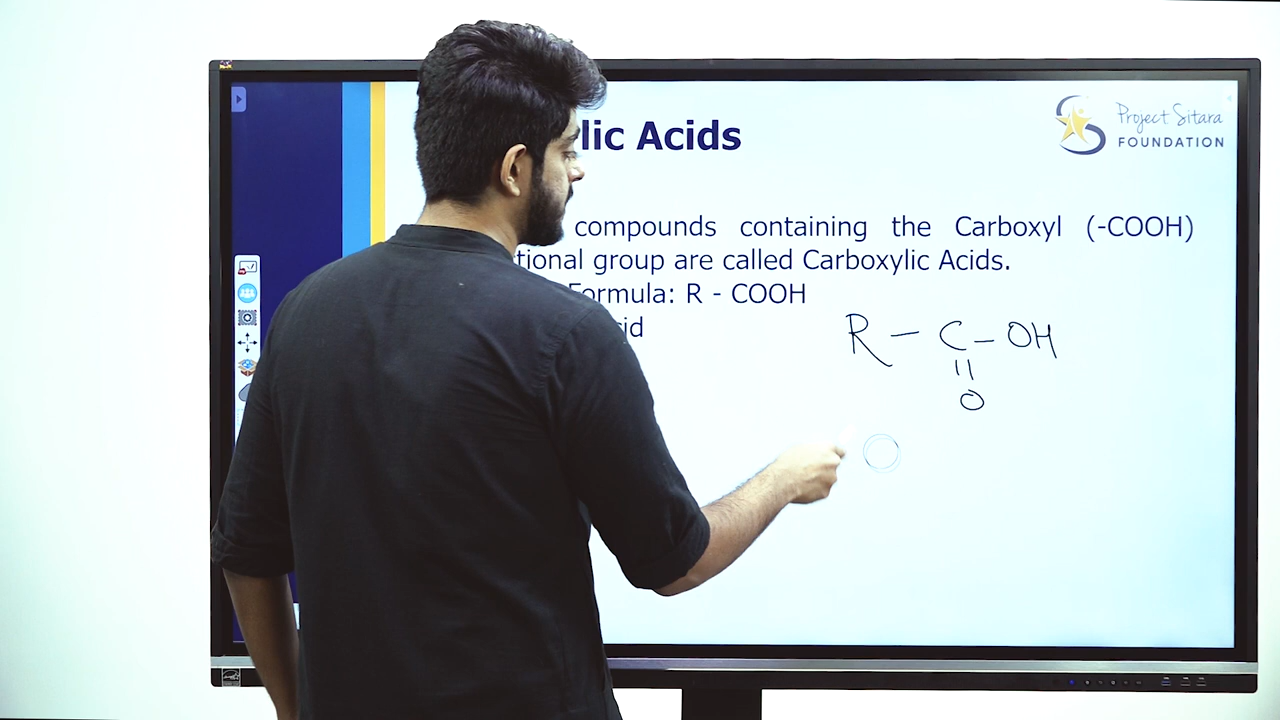 lic Acids
Project Sitara
FOUNDATION
compounds containing the Carboxyl (-COOH)
tional group are called Carboxylic Acids.
Formula: R - COOH
cid
R - C - OH
||
O